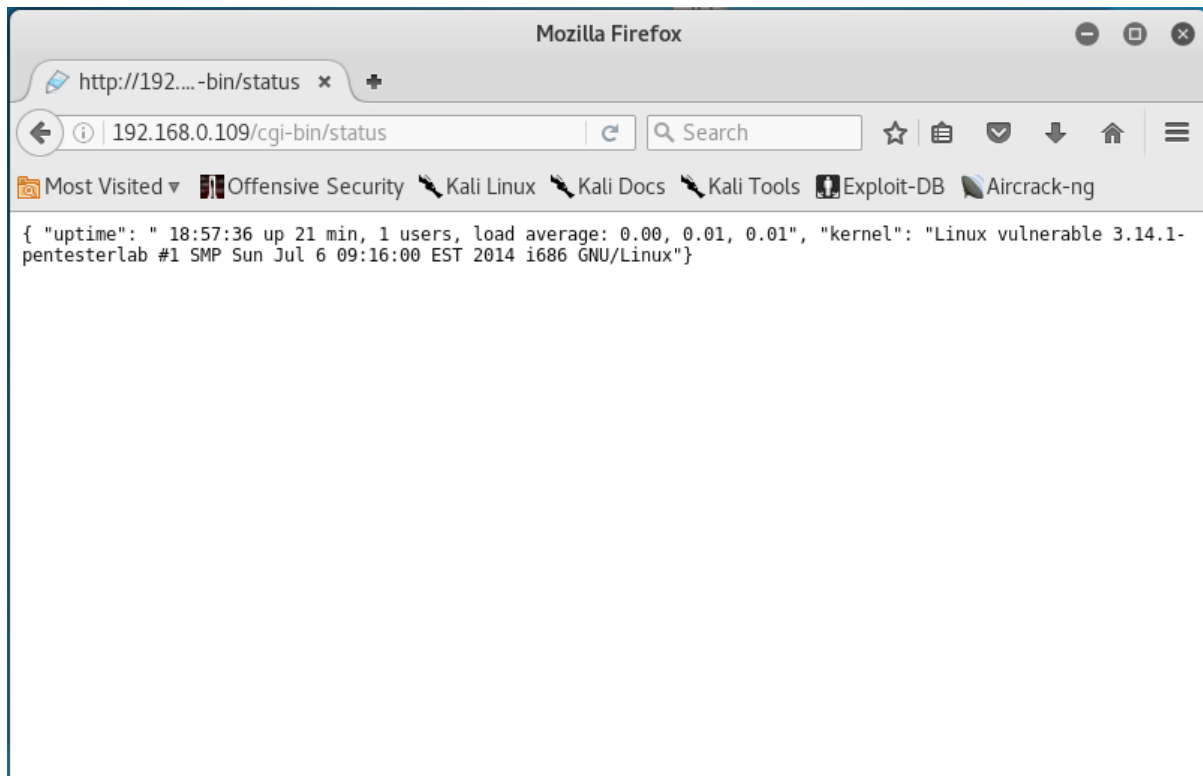 Mozilla Firefox
http://192....-bin/status
192.168.0.109/cgi-bin/status
Search
Most Visited Offensive Security Kali Linux Kali Docs Kali Tools Exploit-DB Aircrack-ng
{ "uptime": " 18:57:36 up 21 min, 1 users, load average: 0.00, 0.01, 0.01", "kernel": "Linux vulnerable 3.14.1-
pentesterlab #1 SMP Sun Jul 6 09:16:00 EST 2014 i686 GNU/Linux"}